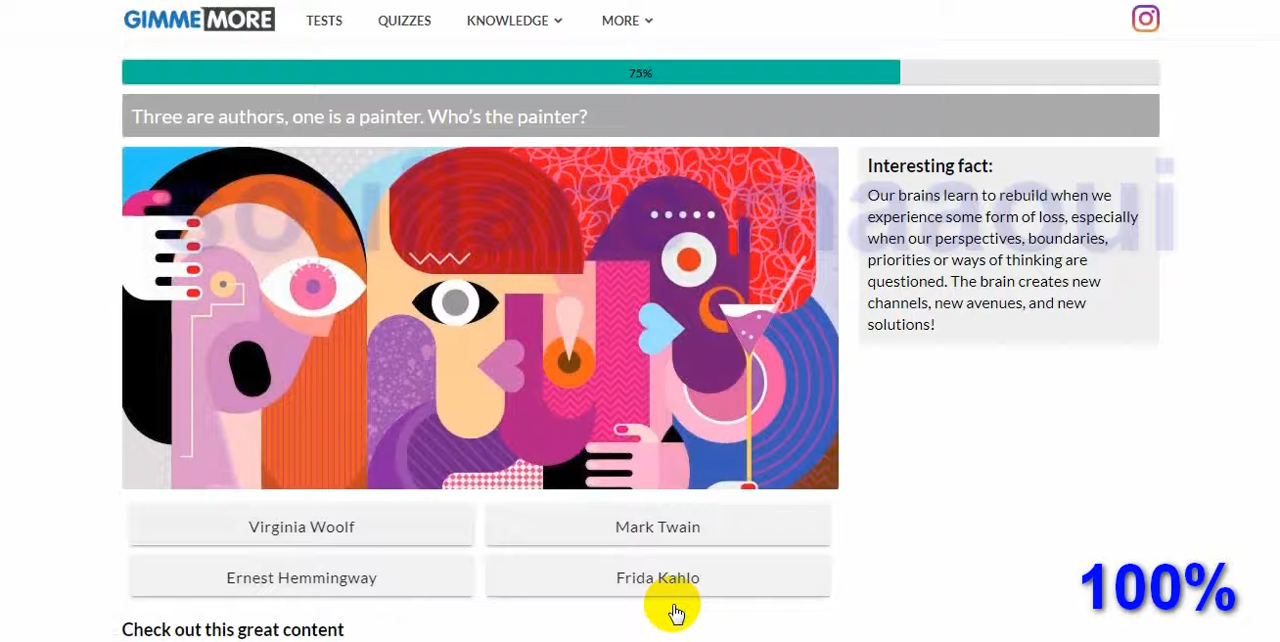 GIMMEMORE TESTS QUIZZES KNOWLEDGE MORE
75%
Three are authors, one is a painter. Who's the painter?
Interesting fact:
Our brains learn to rebuild when we
experience some form of loss, especially
when our perspectives, boundaries,
priorities or ways of thinking are
questioned. The brain creates new
channels, new avenues, and new
solutions!
Virginia Woolf
Mark Twain
Ernest Hemmingway
Frida Kahlo
100%
Check out this great content